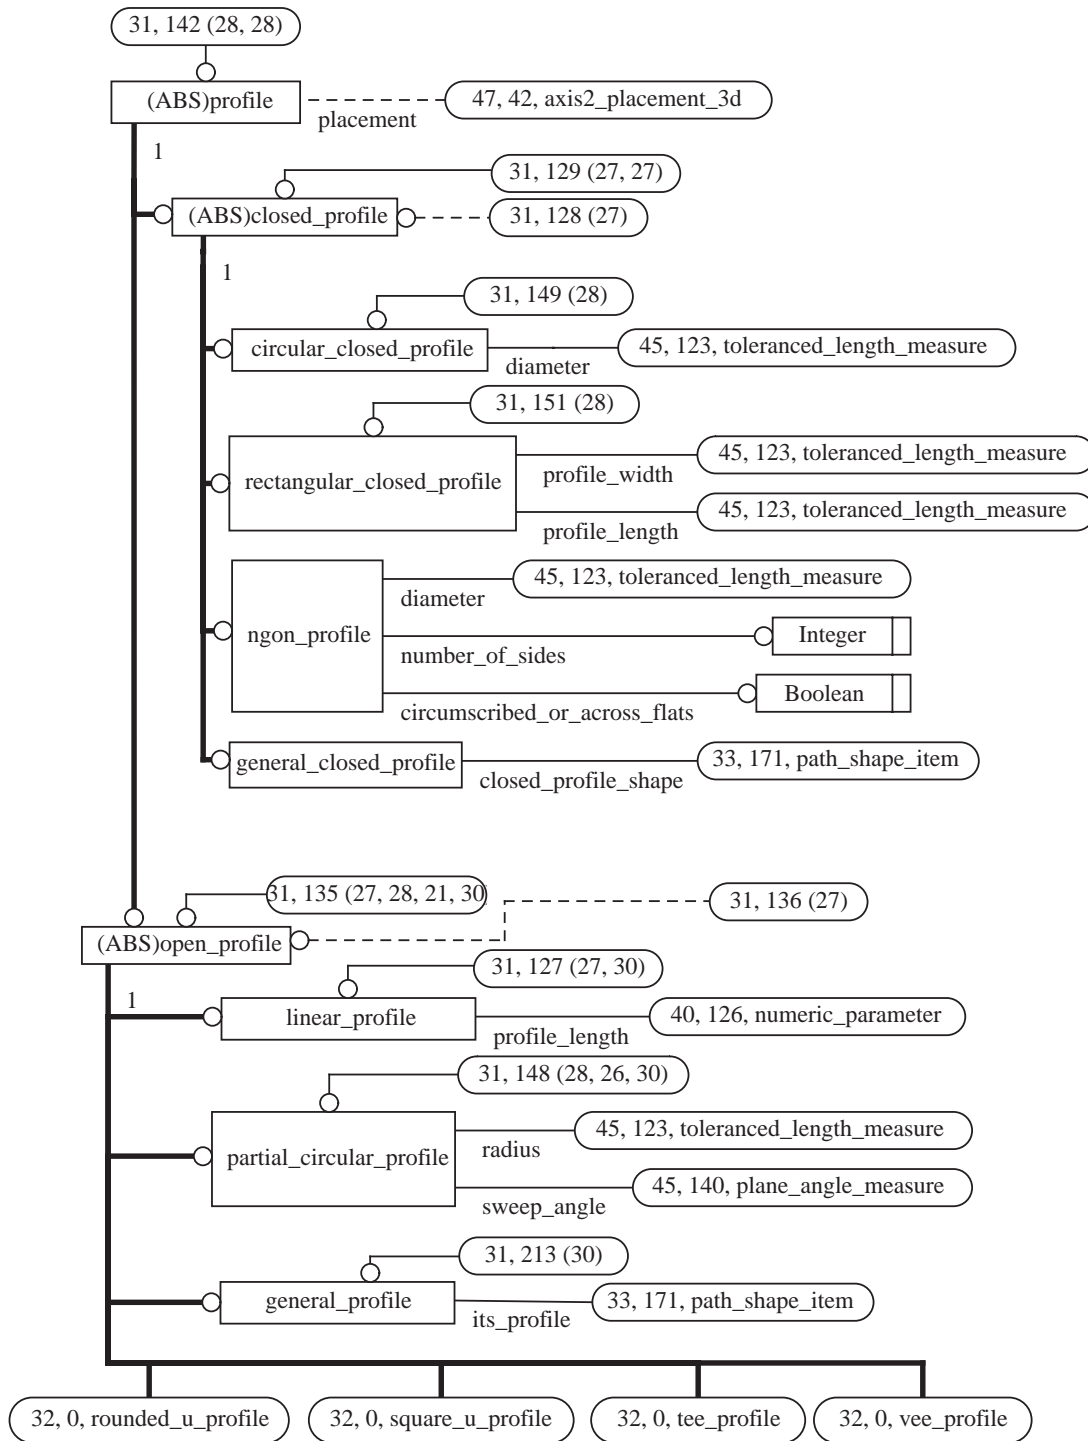 31, 142 (28, 28)
(ABS)profile
placement
47, 42, axis2_placement_3d
1
31, 129 (27, 27)
(ABS)closed_profile
31, 128 (27)
1
31, 149 (28)
circular_closed_profile
diameter
45, 123, toleranced_length_measure
31, 151 (28)
rectangular_closed_profile
profile_width
45, 123, toleranced_length_measure
profile_length
45, 123, toleranced_length_measure
ngon_profile
diameter
45, 123, toleranced_length_measure
number_of_sides
Integer
circumscribed_or_across_flats
Boolean
general_closed_profile
closed_profile_shape
33, 171, path_shape_item
31, 135 (27, 28, 21, 30)
31, 136 (27)
(ABS)open_profile
1
31, 127 (27, 30)
linear_profile
profile_length
40, 126, numeric_parameter
31, 148 (28, 26, 30)
partial_circular_profile
radius
45, 123, toleranced_length_measure
sweep_angle
45, 140, plane_angle_measure
31, 213 (30)
general_profile
its_profile
33, 171, path_shape_item
32, 0, rounded_u_profile
32, 0, square_u_profile
32, 0, tee_profile
32, 0, vee_profile